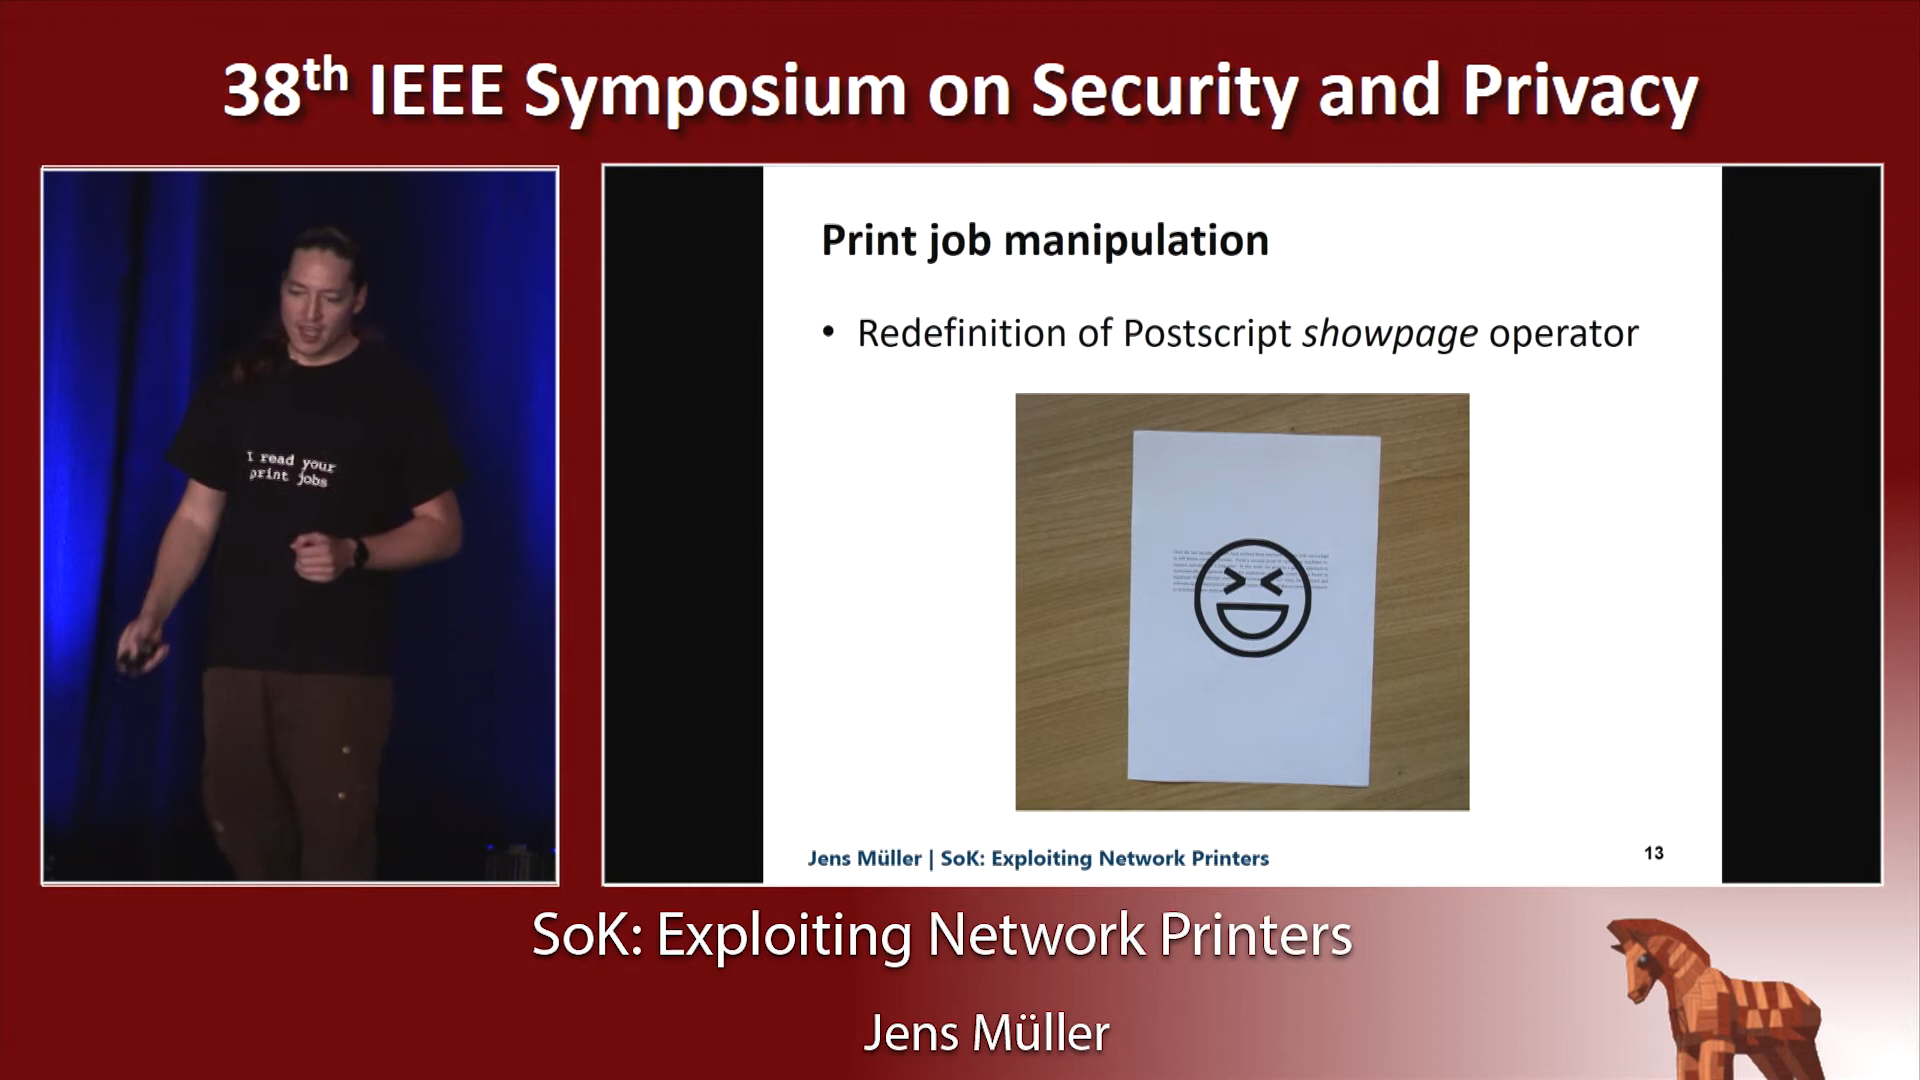 38th IEEE Symposium on Security and Privacy
I read your
print jobs
Print job manipulation
• Redefinition of Postscript showpage operator
Jens Müller | SoK: Exploiting Network Printers
13
SoK: Exploiting Network Printers
Jens Müller